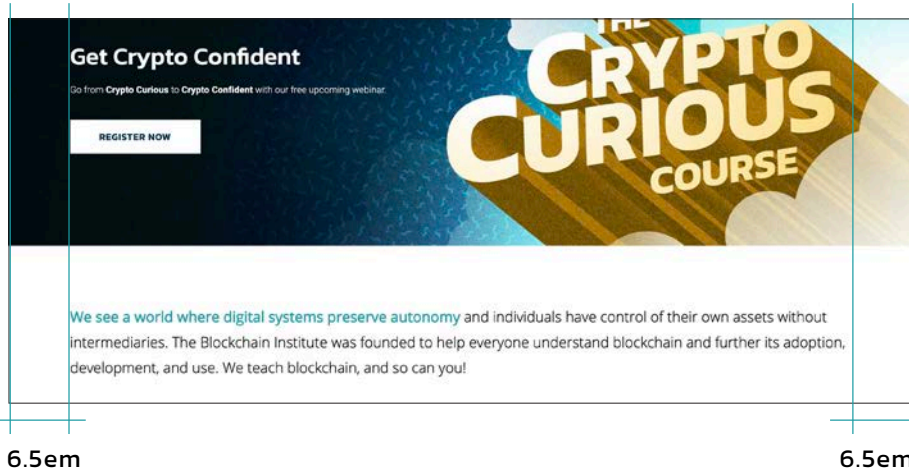 THE
CRYPTO
CURIOUS
COURSE
Get Crypto Confident
Go from Crypto Curious to Crypto Confident with our free upcoming webinar.
REGISTER NOW
We see a world where digital systems preserve autonomy and individuals have control of their own assets without
intermediaries. The Blockchain Institute was founded to help everyone understand blockchain and further its adoption,
development, and use. We teach blockchain, and so can you!
6.5em
6.5em